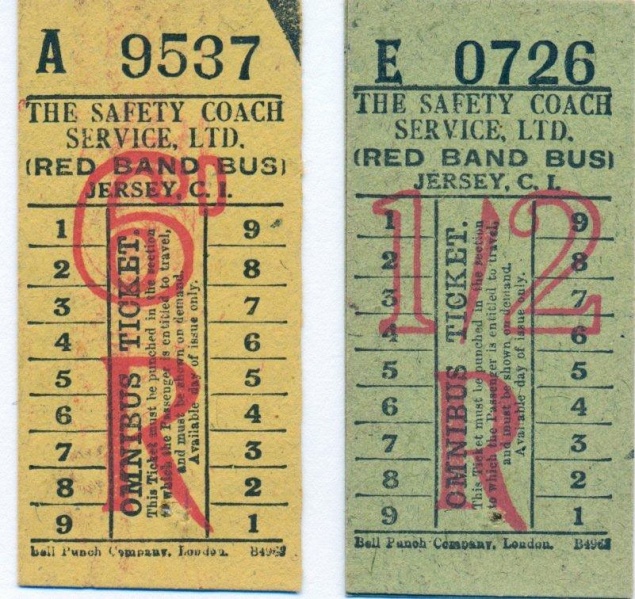 A 9537
THE SAFETY COACH
SERVICE, LTD.
(RED BAND BUS)
JERSEY, C. I.
6d
R
1 9
2 8
3 7
4 6
5 5
6 4
7 3
8 2
9 1
OMNIBUS TICKET.
This Ticket must be punched in the section
to which the Passenger is entitled to travel,
and must be shown on demand.
Available day of issue only.
Bell Punch Company, London. B4963
E 0726
THE SAFETY COACH
SERVICE, LTD.
(RED BAND BUS)
JERSEY, C. I.
1/2
R
1 9
2 8
3 7
4 6
5 5
6 4
7 3
8 2
9 1
OMNIBUS TICKET.
This Ticket must be punched in the section
to which the Passenger is entitled to travel,
and must be shown on demand.
Available day of issue only.
Bell Punch Company, London. B4963